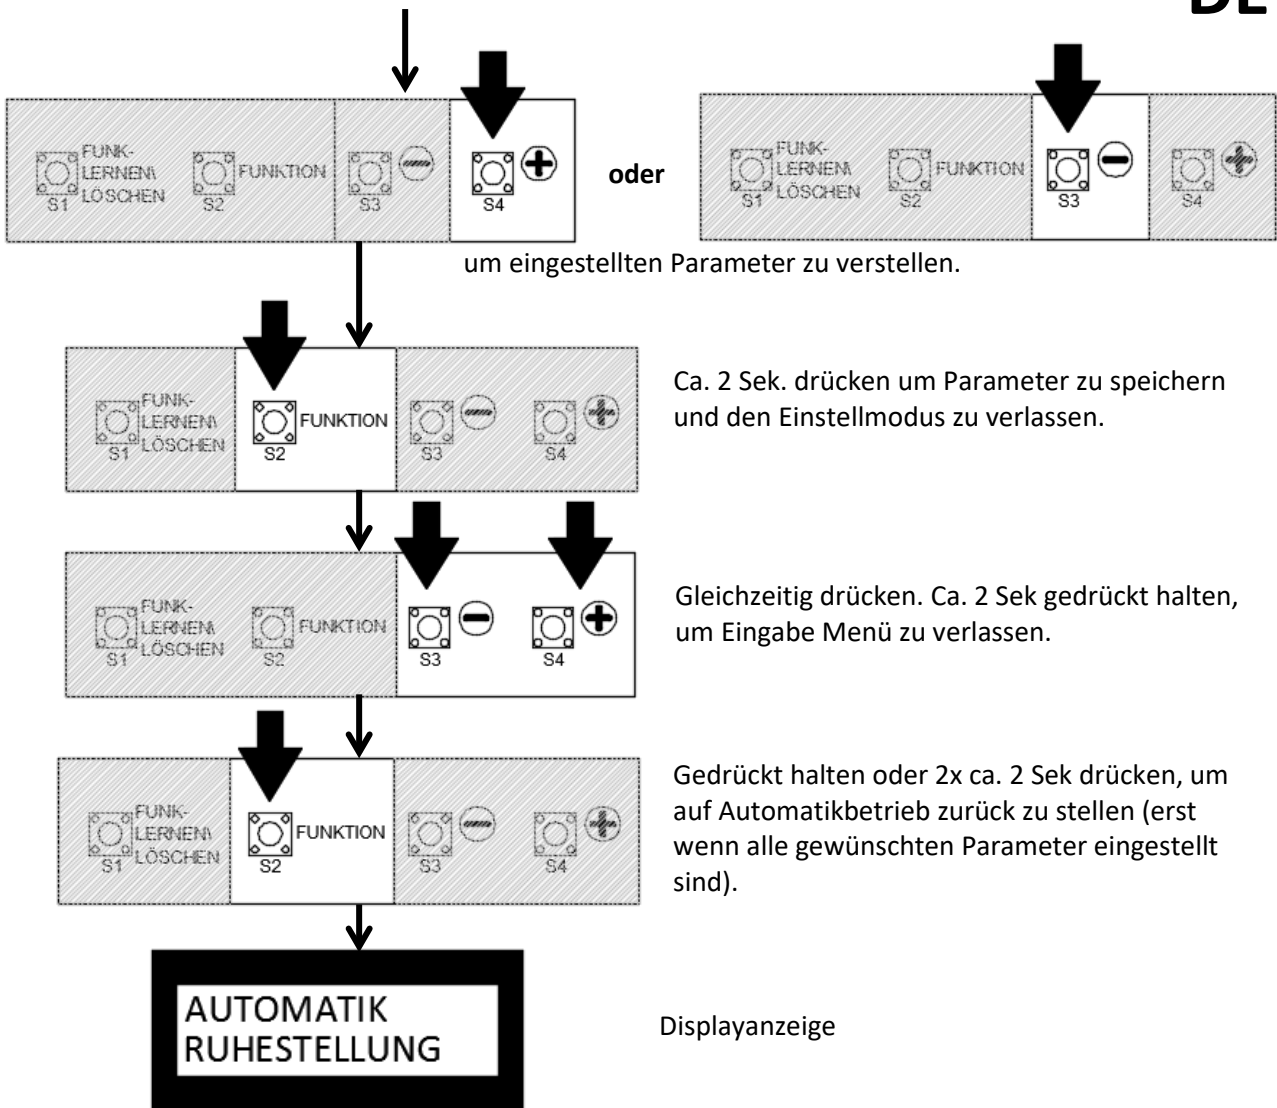 DE
FUNK-
LERNEN\
LÖSCHEN
FUNKTION
S1
S2
S3
S4
oder
FUNK-
LERNEN\
LÖSCHEN
FUNKTION
S1
S2
S3
S4
um eingestellten Parameter zu verstellen.
FUNK-
LERNEN\
LÖSCHEN
FUNKTION
S1
S2
S3
S4
Ca. 2 Sek. drücken um Parameter zu speichern
und den Einstellmodus zu verlassen.
FUNK-
LERNEN\
LÖSCHEN
FUNKTION
S1
S2
S3
S4
Gleichzeitig drücken. Ca. 2 Sek gedrückt halten,
um Eingabe Menü zu verlassen.
FUNK-
LERNEN\
LÖSCHEN
FUNKTION
S1
S2
S3
S4
Gedrückt halten oder 2x ca. 2 Sek drücken, um
auf Automatikbetrieb zurück zu stellen (erst
wenn alle gewünschten Parameter eingestellt
sind).
AUTOMATIK
RUHESTELLUNG
Displayanzeige